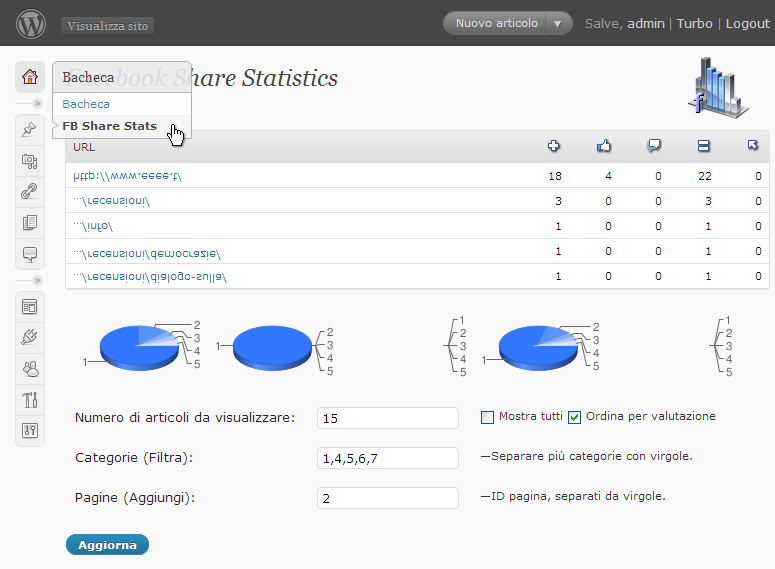 Visualizza sito
Nuovo articolo ▼
Salve, admin | Turbo | Logout
Facebook Share Statistics
Bacheca
Bacheca
FB Share Stats
URL
http://www.eeee.t/ 18 4 0 22 0
...\recensioni/ 3 0 0 3 0
...\info/ 1 0 0 1 0
...\recensioni/democrazie/ 1 0 0 1 0
...\recensioni/dialogo-sulla/ 1 0 0 1 0
1 2 3 4 5
1 2 3 4 5
1 2 3 4 5
1 2 3 4 5
1 2 3 4 5
Numero di articoli da visualizzare: 15 Mostra tutti Ordina per valutazione
Categorie (Filtra): 1,4,5,6,7 —Separare più categorie con virgole.
Pagine (Aggiungi): 2 —ID pagina, separati da virgole.
Aggiorna